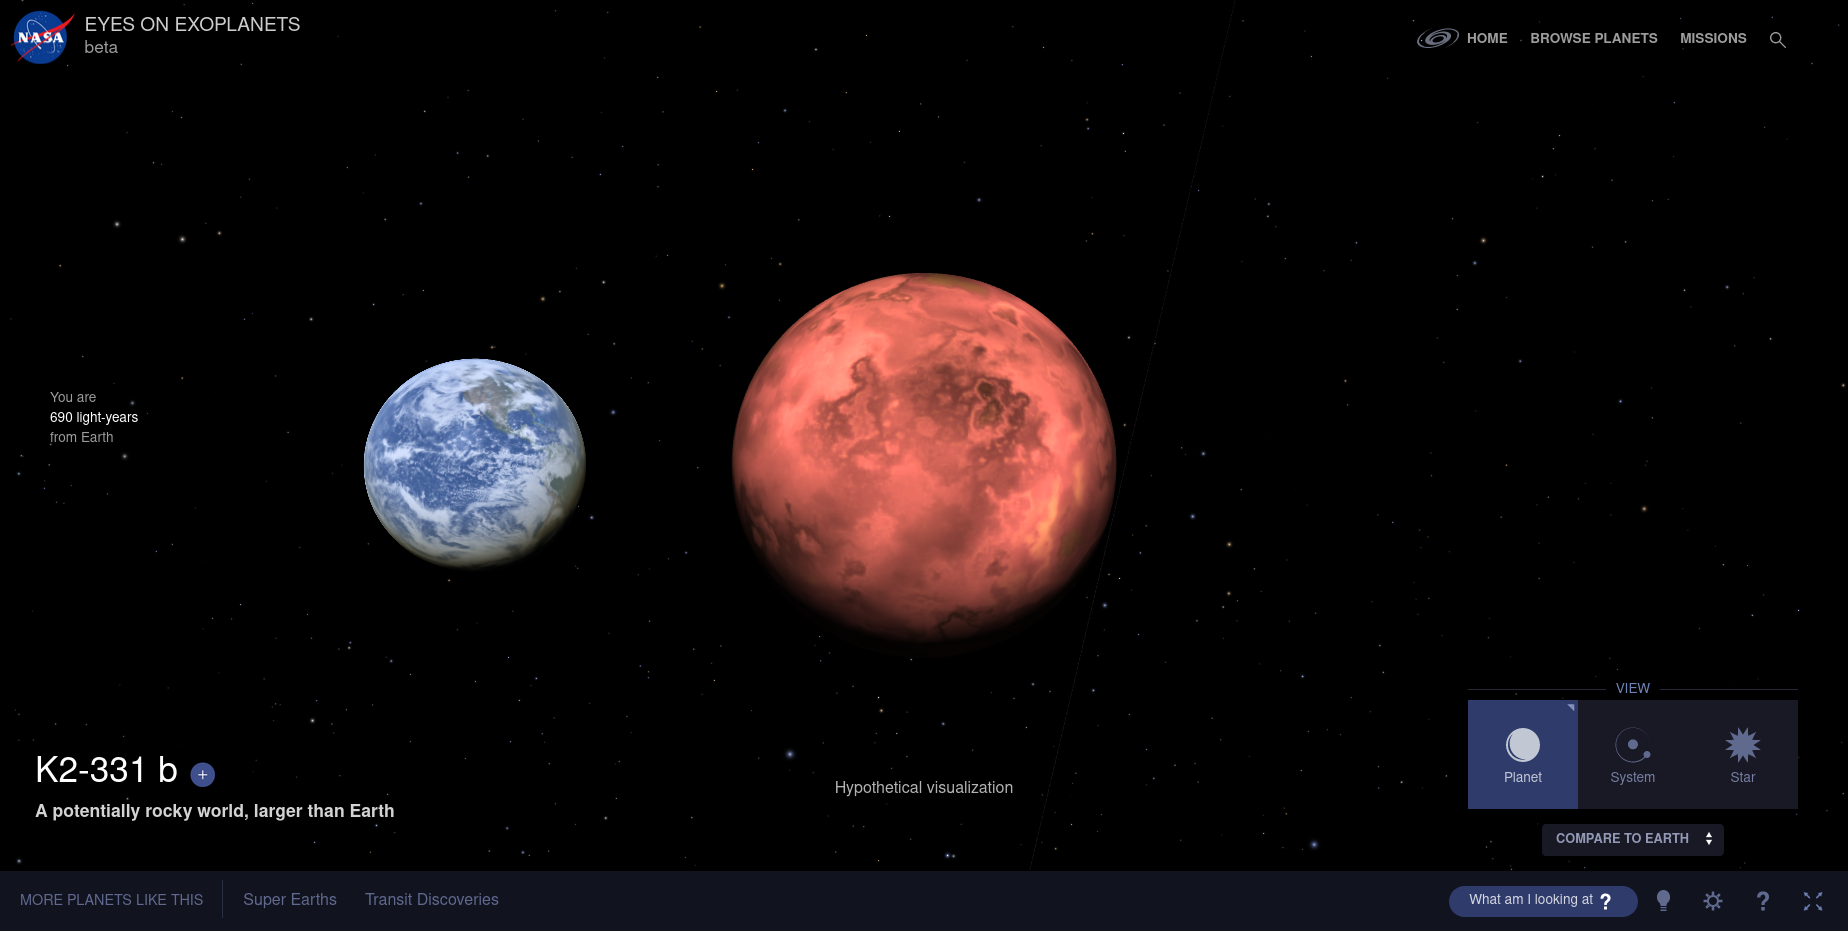 NASA
EYES ON EXOPLANETS
beta
HOME
BROWSE PLANETS
MISSIONS
You are
690 light-years
from Earth
VIEW
Planet
System
Star
K2-331 b +
A potentially rocky world, larger than Earth
Hypothetical visualization
COMPARE TO EARTH
MORE PLANETS LIKE THIS
Super Earths
Transit Discoveries
What am I looking at ?
?